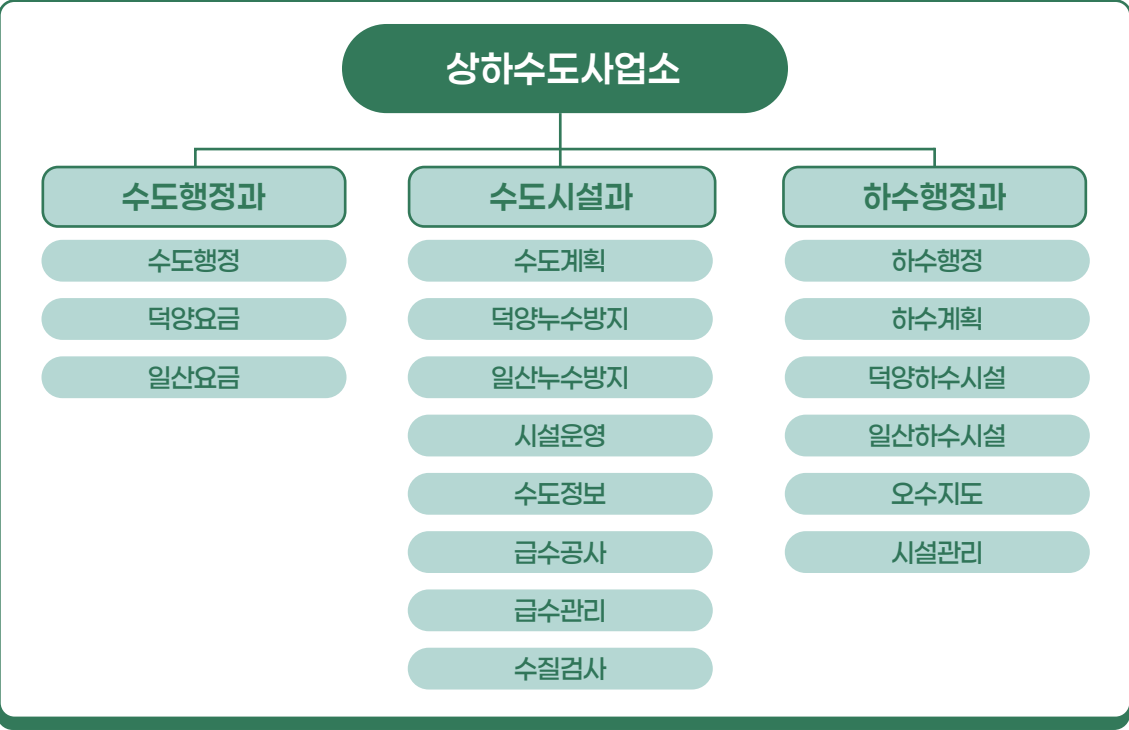 상하수도사업소
수도행정과
수도행정
덕양요금
일산요금
수도시설과
수도계획
덕양누수방지
일산누수방지
시설운영
수도정보
급수공사
급수관리
수질검사
하수행정과
하수행정
하수계획
덕양하수시설
일산하수시설
오수지도
시설관리